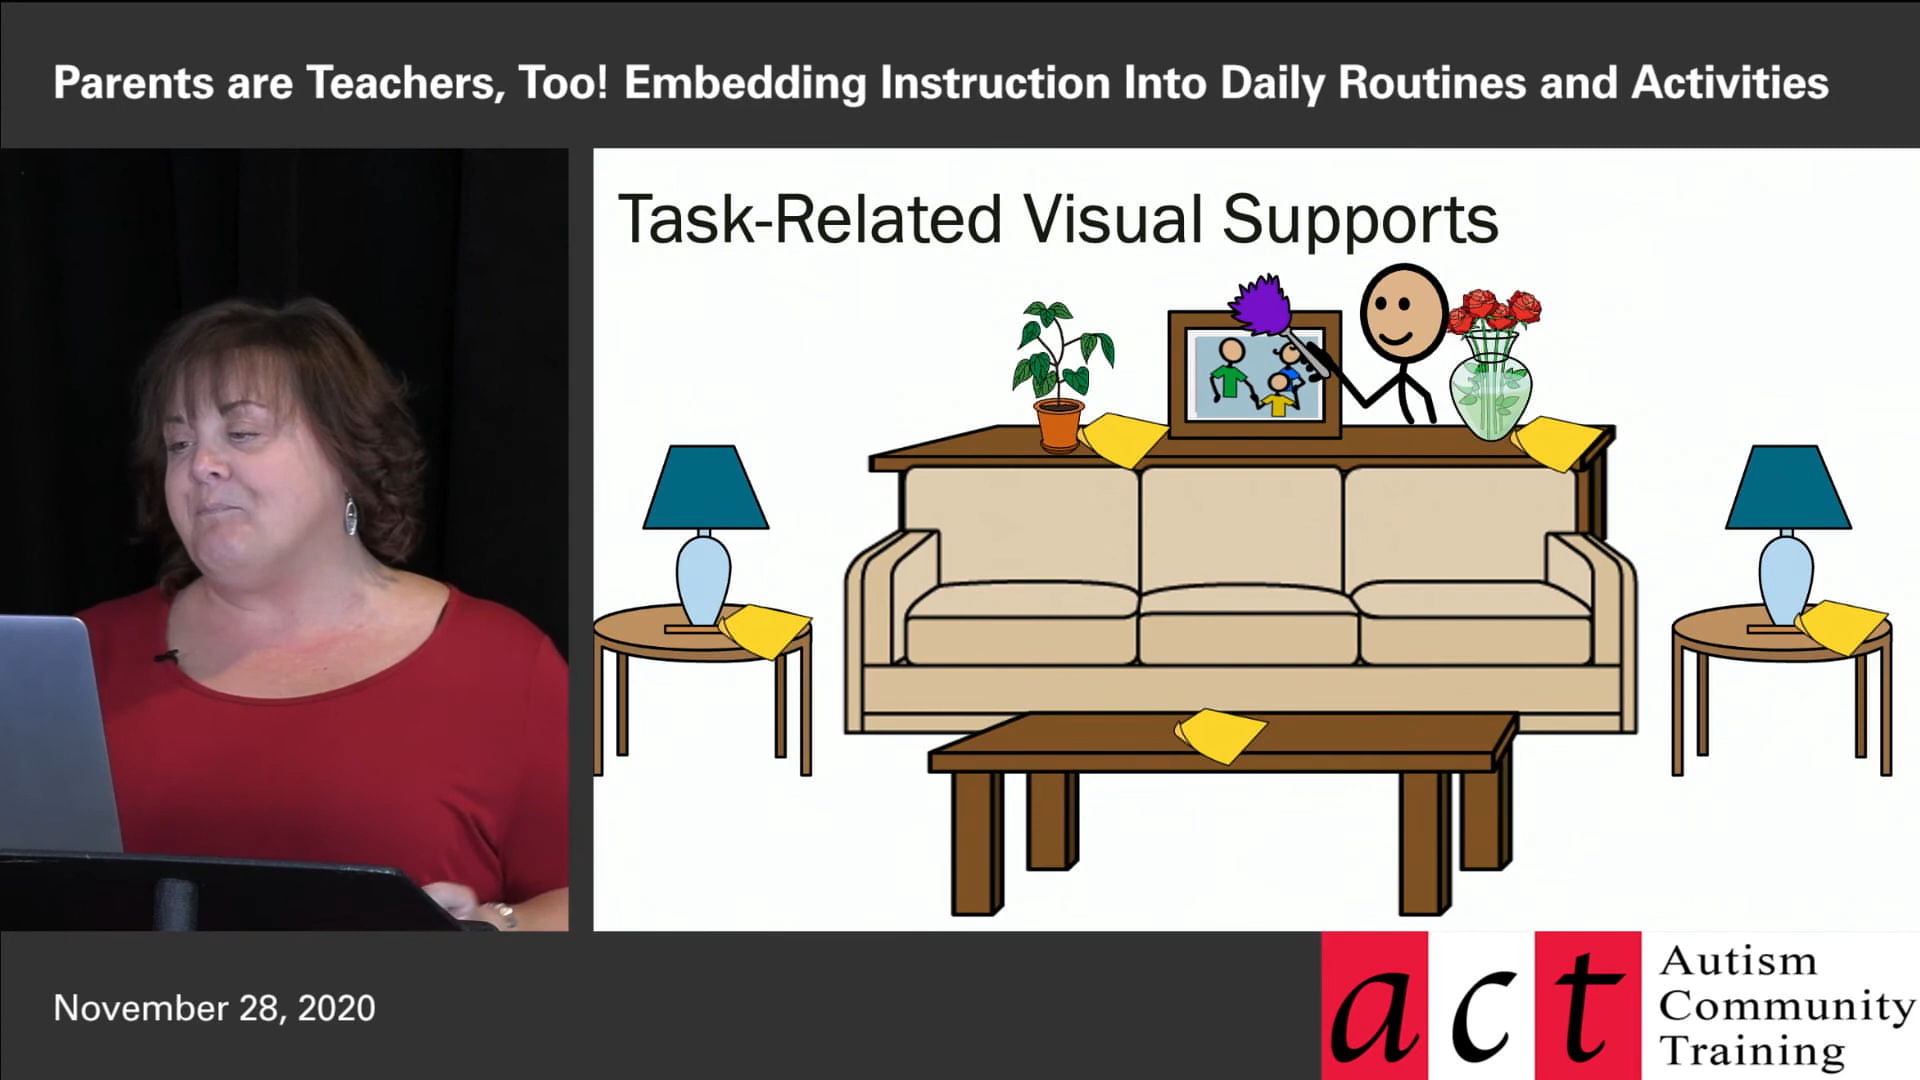 Parents are Teachers, Too! Embedding Instruction Into Daily Routines and Activities
Task-Related Visual Supports
November 28, 2020
act
Autism
Community
Training